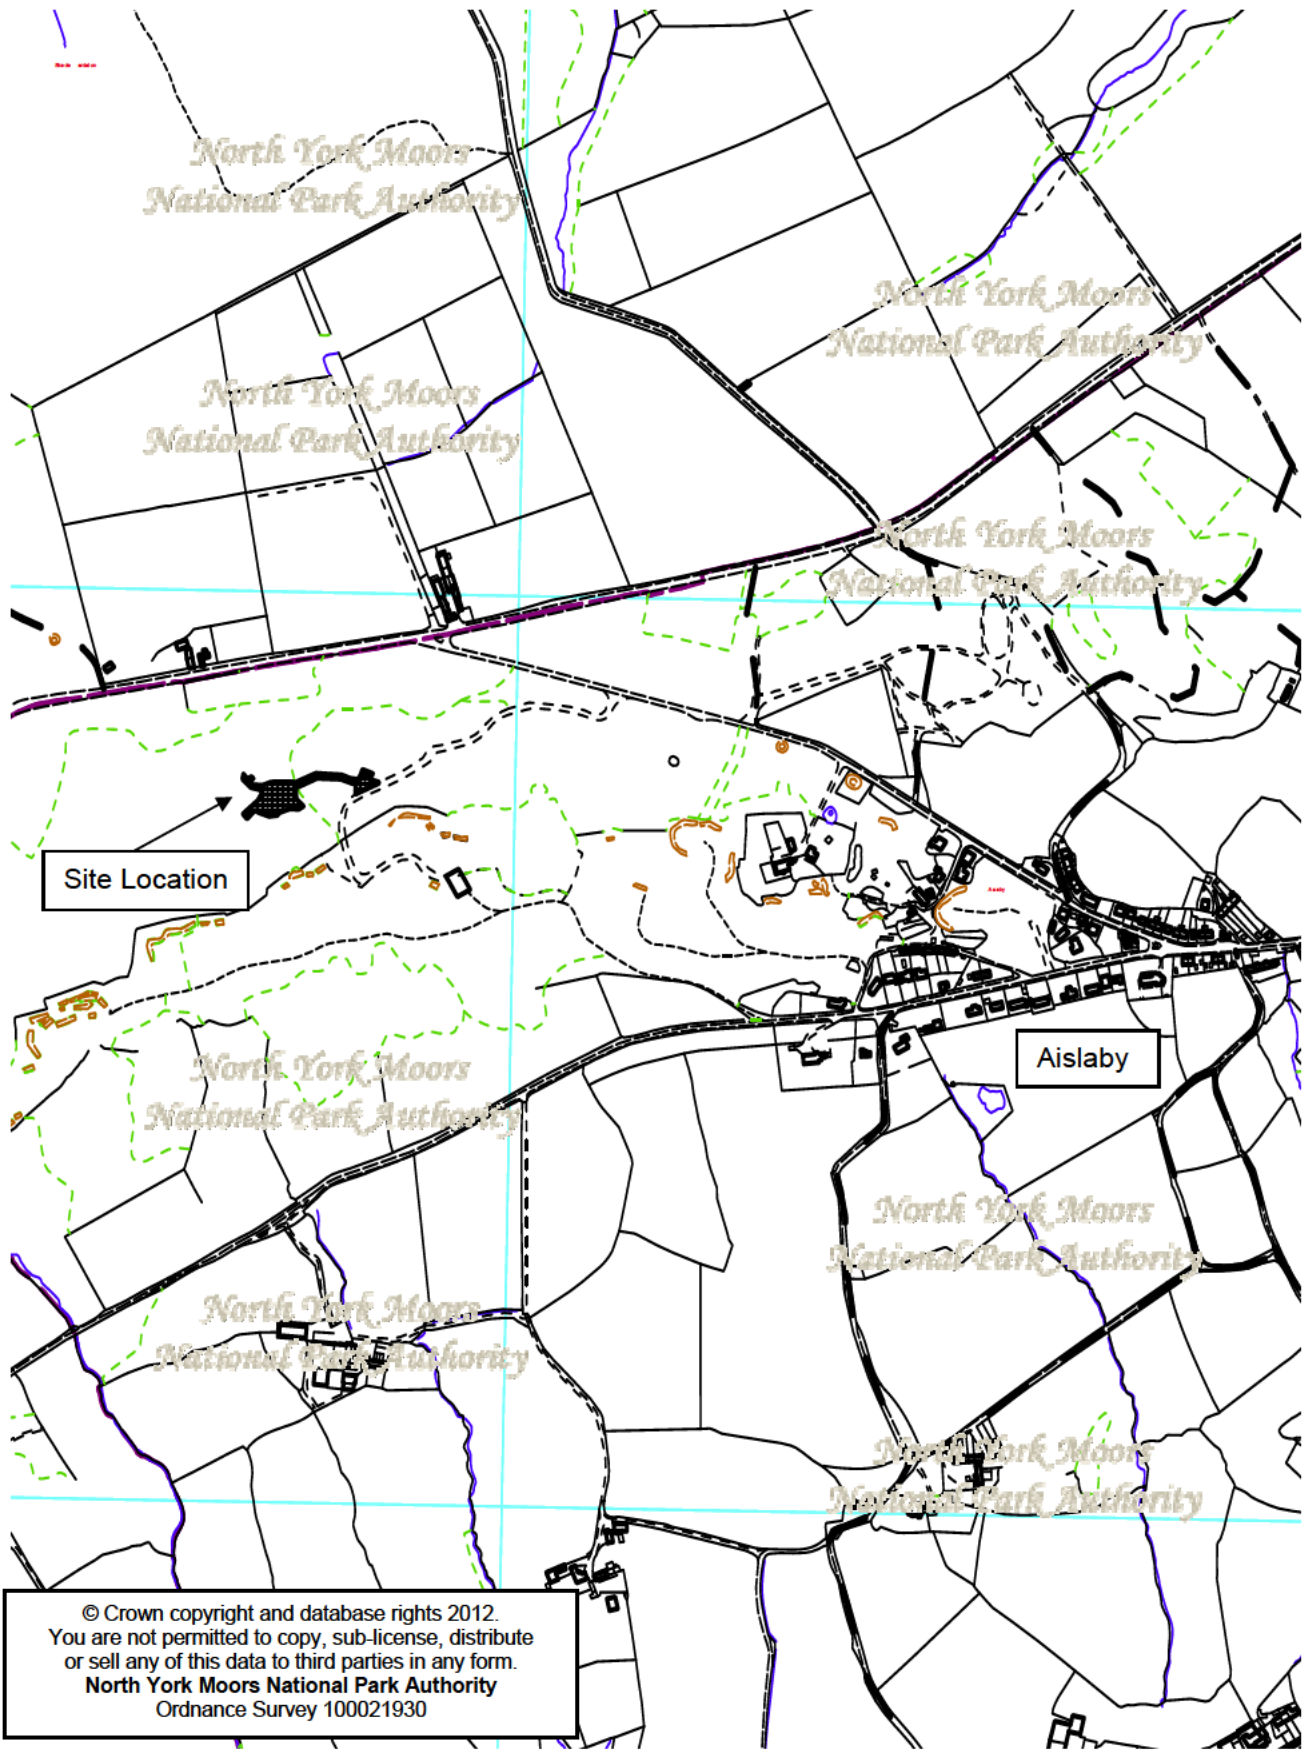 North York Moors
National Park Authority
North York Moors
National Park Authority
North York Moors
National Park Authority
North York Moors
National Park Authority
Site Location
Aislaby
Aislaby
North York Moors
National Park Authority
North York Moors
National Park Authority
North York Moors
National Park Authority
North York Moors
National Park Authority
© Crown copyright and database rights 2012.
You are not permitted to copy, sub-license, distribute
or sell any of this data to third parties in any form.
North York Moors National Park Authority
Ordnance Survey 100021930